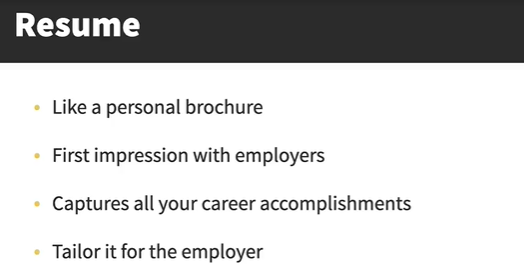 Resume
Like a personal brochure
First impression with employers
Captures all your career accomplishments
Tailor it for the employer